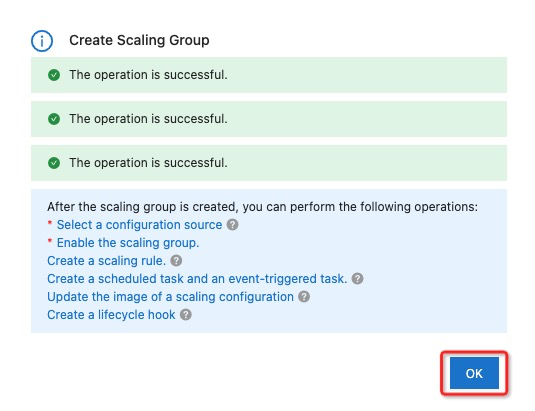 Create Scaling Group
The operation is successful.
The operation is successful.
The operation is successful.
After the scaling group is created, you can perform the following operations:
* Select a configuration source ?
* Enable the scaling group.
Create a scaling rule. ?
Create a scheduled task and an event-triggered task. ?
Update the image of a scaling configuration ?
Create a lifecycle hook ?
OK